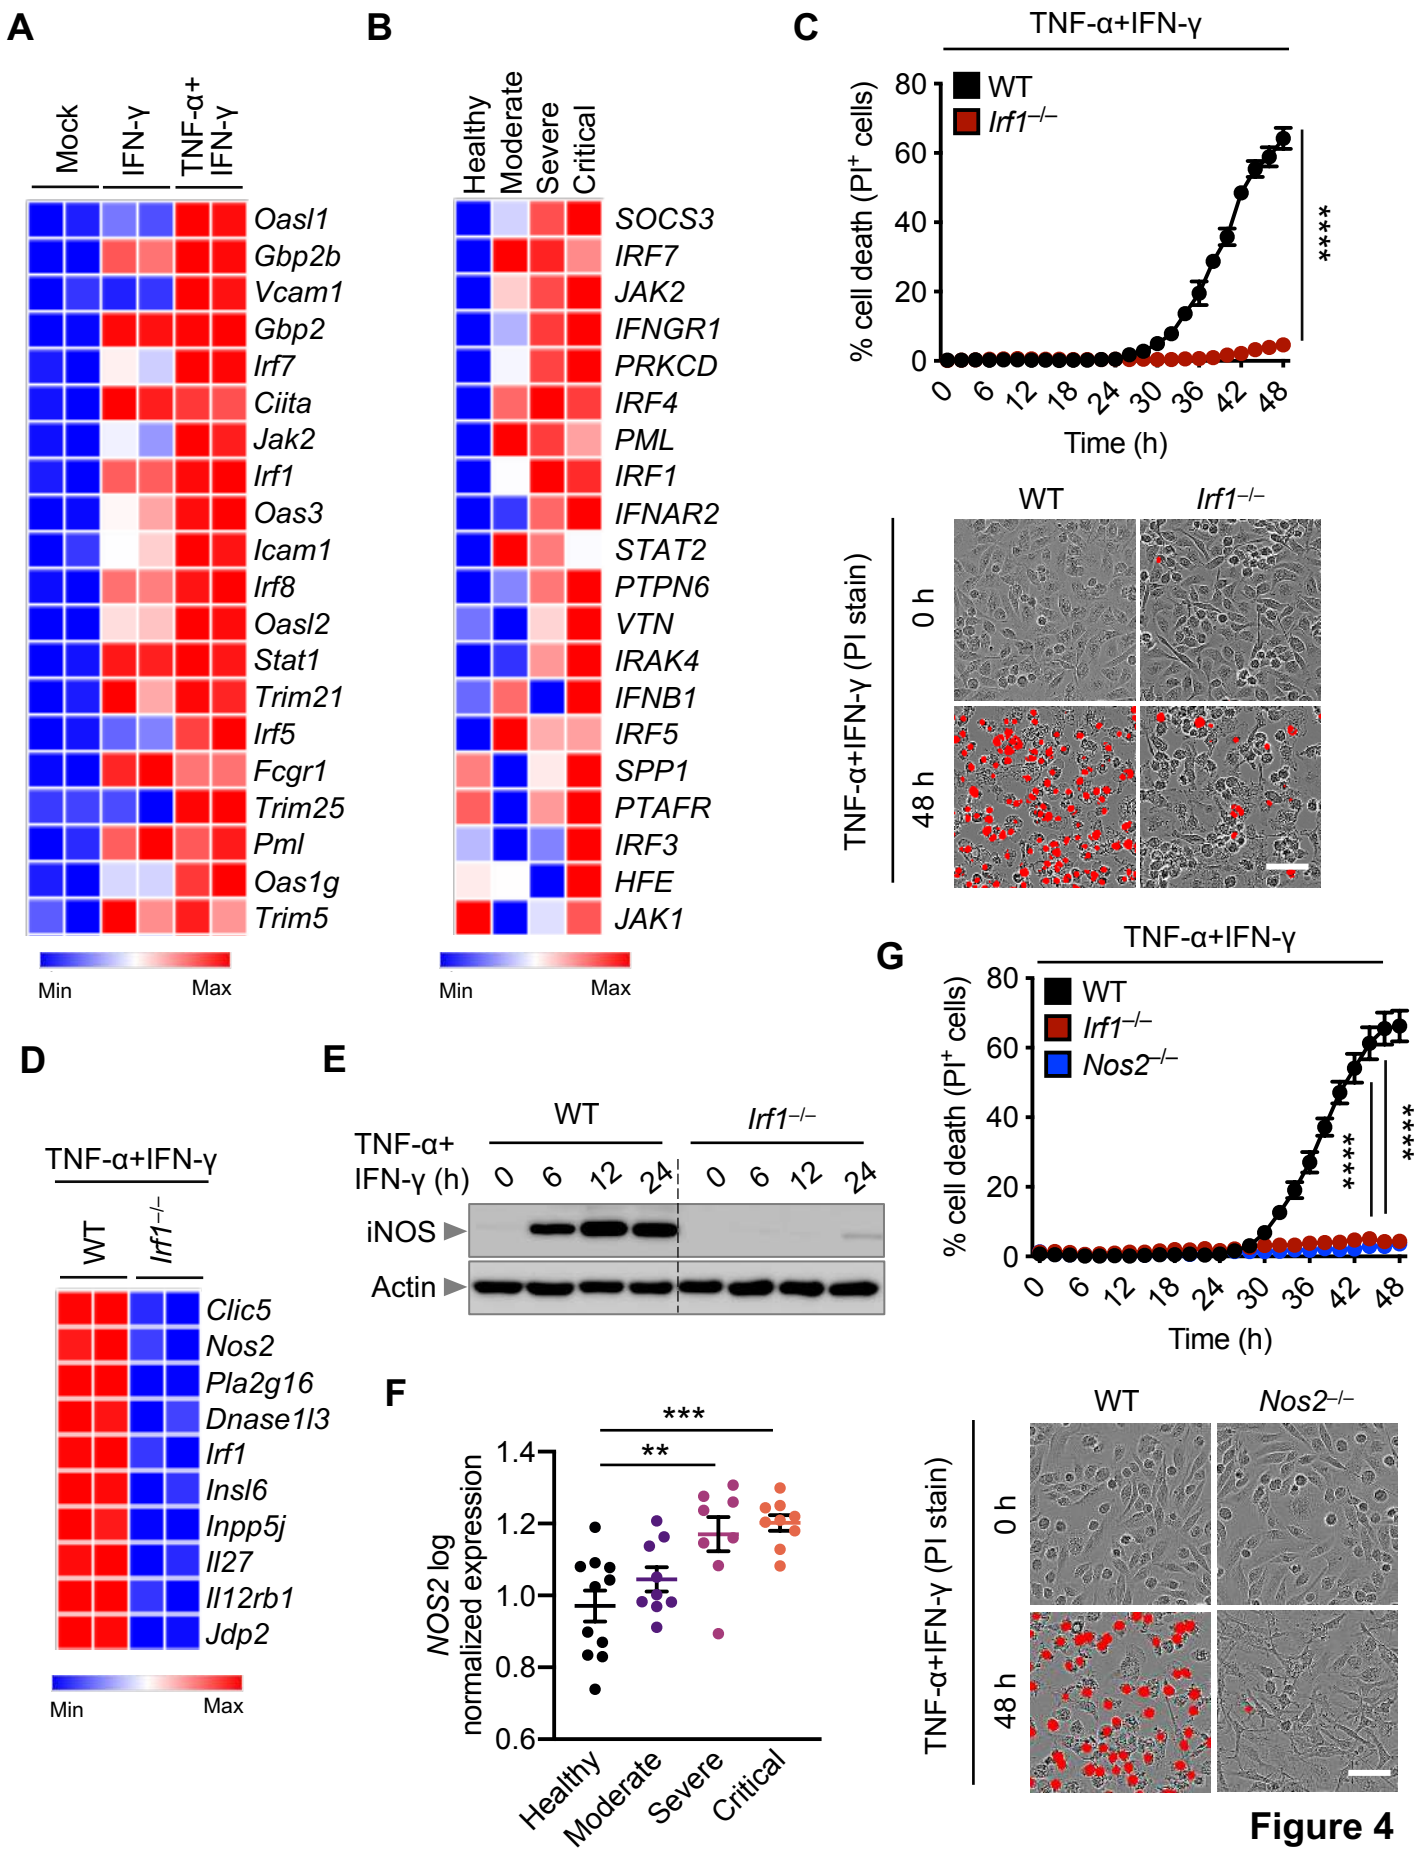 A
Mock
IFN-γ
TNF-α+
IFN-γ
Oasl1
Gbp2b
Vcam1
Gbp2
Irf7
Ciita
Jak2
Irf1
Oas3
Icam1
Irf8
Oasl2
Stat1
Trim21
Irf5
Fcgr1
Trim25
Pml
Oas1g
Trim5
Min
Max
B
Healthy
Moderate
Severe
Critical
SOCS3
IRF7
JAK2
IFNGR1
PRKCD
IRF4
PML
IRF1
IFNAR2
STAT2
PTPN6
VTN
IRAK4
IFNB1
IRF5
SPP1
PTAFR
IRF3
HFE
JAK1
Min
Max
C
TNF-α+IFN-γ
WT
Irf1–/–
% cell death (PI+ cells)
80
60
40
20
0
0 6 12 18 24 30 36 42 48
Time (h)
****
WT
Irf1–/–
TNF-α+IFN-γ (PI stain)
0 h
48 h
D
TNF-α+IFN-γ
WT
Irf1–/–
Clic5
Nos2
Pla2g16
Dnase1l3
Irf1
Insl6
Inpp5j
Il27
Il12rb1
Jdp2
Min
Max
E
WT
Irf1–/–
TNF-α+
IFN-γ (h)
0 6 12 24 0 6 12 24
iNOS
Actin
F
NOS2 log
normalized expression
1.4
1.2
1.0
0.8
0.6
***
**
Healthy
Moderate
Severe
Critical
G
TNF-α+IFN-γ
WT
Irf1–/–
Nos2–/–
% cell death (PI+ cells)
80
60
40
20
0
0 6 12 18 24 30 36 42 48
Time (h)
****
****
WT
Nos2–/–
TNF-α+IFN-γ (PI stain)
0 h
48 h
Figure 4